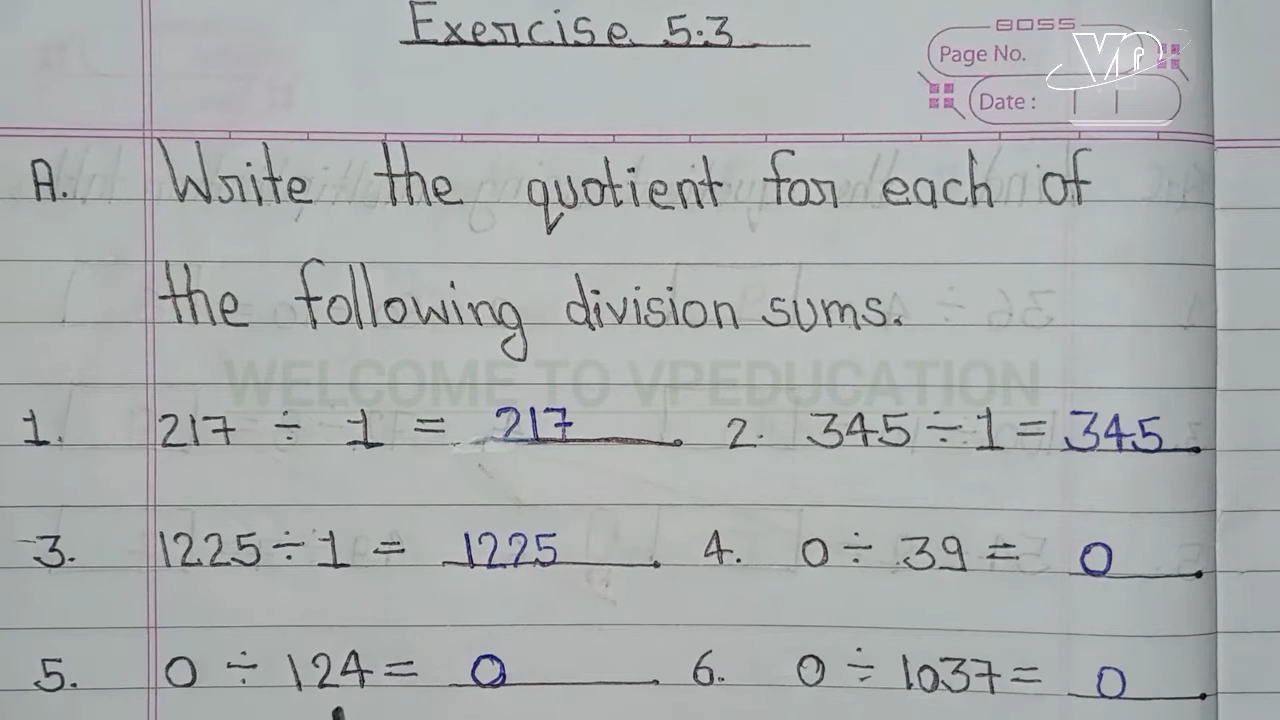 Exercise 5.3
BOSS
Page No.
VP
Date :
A. Write the quotient for each of
the following division sums.
WELCOME TO VPEDUCATION
1. 217 ÷ 1 = 217. 2. 345 ÷ 1 = 345.
3. 1225 ÷ 1 = 1225. 4. 0 ÷ 39 = 0.
5. 0 ÷ 124 = 0. 6. 0 ÷ 1037 = 0.